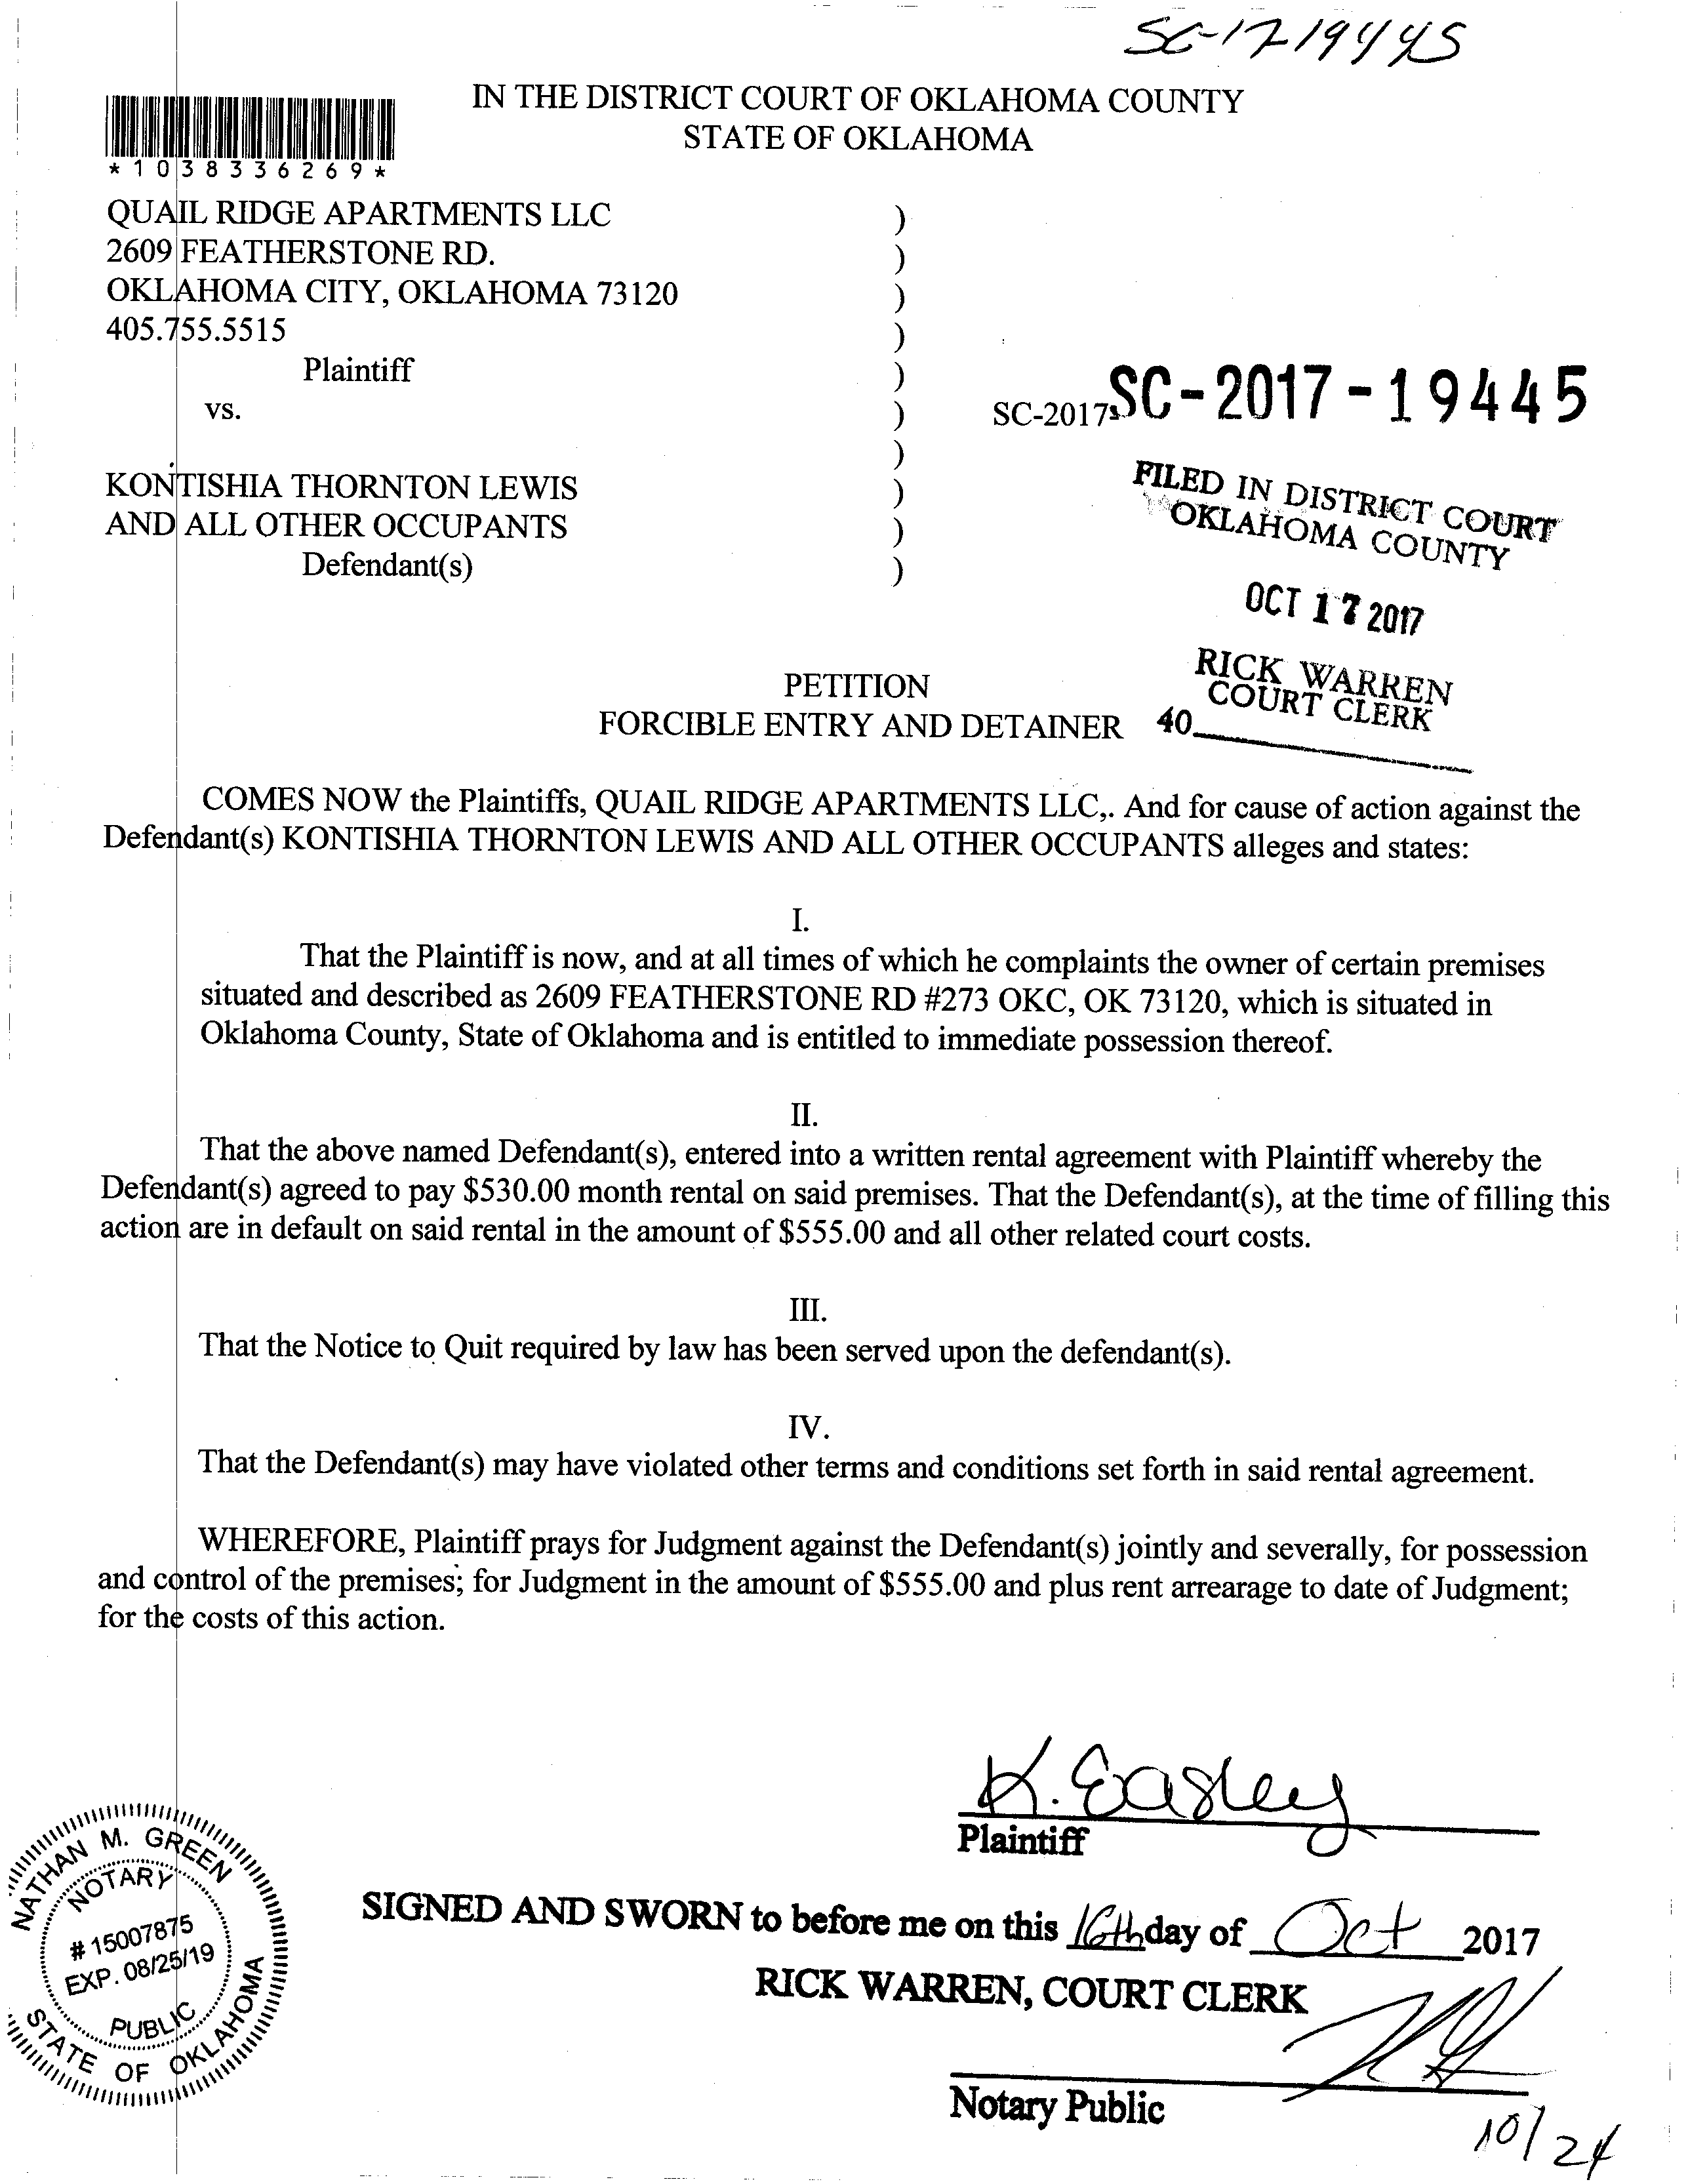 SC-17-19445
IN THE DISTRICT COURT OF OKLAHOMA COUNTY
STATE OF OKLAHOMA
*1038336269*
QUAIL RIDGE APARTMENTS LLC )
2609 FEATHERSTONE RD. )
OKLAHOMA CITY, OKLAHOMA 73120 )
405.755.5515 )
Plaintiff )
vs. ) SC-2017- SC-2017-19445
)
KONTISHIA THORNTON LEWIS )
AND ALL OTHER OCCUPANTS )
Defendant(s) )
FILED IN DISTRICT COURT
OKLAHOMA COUNTY
OCT 17 2017
RICK WARREN
COURT CLERK
40
PETITION
FORCIBLE ENTRY AND DETAINER
COMES NOW the Plaintiffs, QUAIL RIDGE APARTMENTS LLC,. And for cause of action against the
Defendant(s) KONTISHIA THORNTON LEWIS AND ALL OTHER OCCUPANTS alleges and states:
I.
That the Plaintiff is now, and at all times of which he complaints the owner of certain premises
situated and described as 2609 FEATHERSTONE RD #273 OKC, OK 73120, which is situated in
Oklahoma County, State of Oklahoma and is entitled to immediate possession thereof.
II.
That the above named Defendant(s), entered into a written rental agreement with Plaintiff whereby the
Defendant(s) agreed to pay $530.00 month rental on said premises. That the Defendant(s), at the time of filling this
action are in default on said rental in the amount of $555.00 and all other related court costs.
III.
That the Notice to Quit required by law has been served upon the defendant(s).
IV.
That the Defendant(s) may have violated other terms and conditions set forth in said rental agreement.
WHEREFORE, Plaintiff prays for Judgment against the Defendant(s) jointly and severally, for possession
and control of the premises; for Judgment in the amount of $555.00 and plus rent arrearage to date of Judgment;
for the costs of this action.
K. Easley
Plaintiff
NATHAN M. GREEN
NOTARY
# 15007875
EXP. 08/25/19
PUBLIC
STATE OF OKLAHOMA
SIGNED AND SWORN to before me on this 16th day of Oct 2017
RICK WARREN, COURT CLERK
Notary Public
10/24